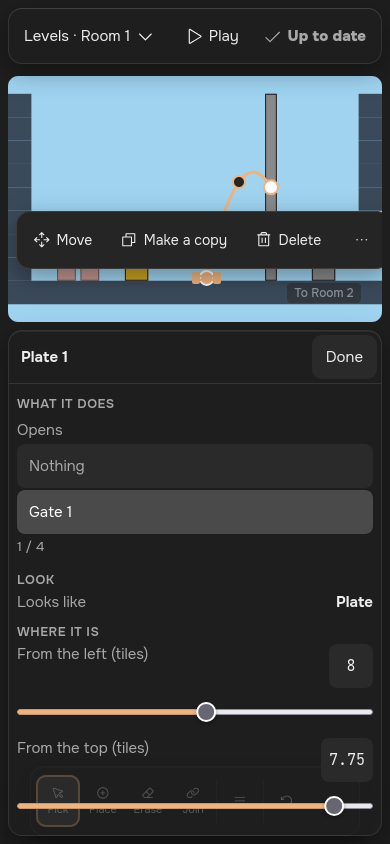 Levels · Room 1
Play
Up to date
Move
Make a copy
Delete
...
To Room 2
Plate 1
Done
WHAT IT DOES
Opens
Nothing
Gate 1
1 / 4
LOOK
Looks like
Plate
WHERE IT IS
From the left (tiles)
8
From the top (tiles)
7.75
Pick
Place
Erase
Join